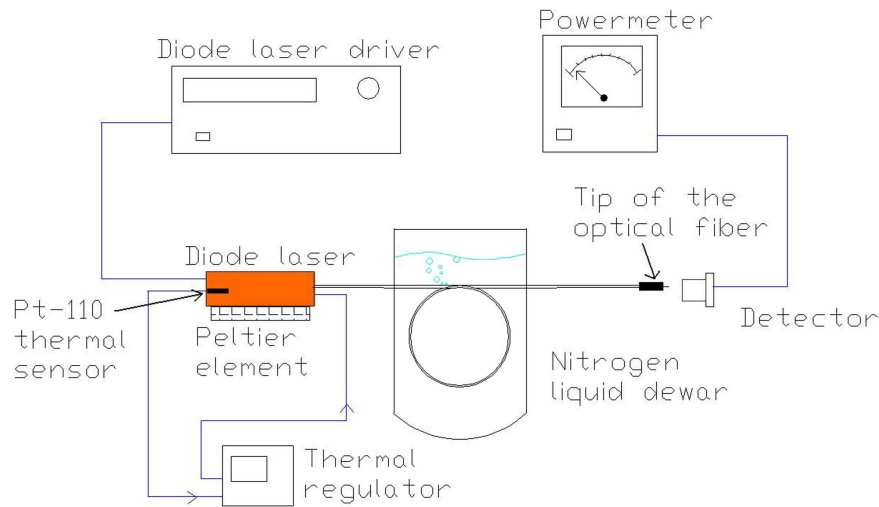 Powermeter
Diode laser driver
Tip of the
optical fiber
Diode laser
Pt-110
thermal
sensor
Peltier
element
Detector
Nitrogen
liquid dewar
Thermal
regulator